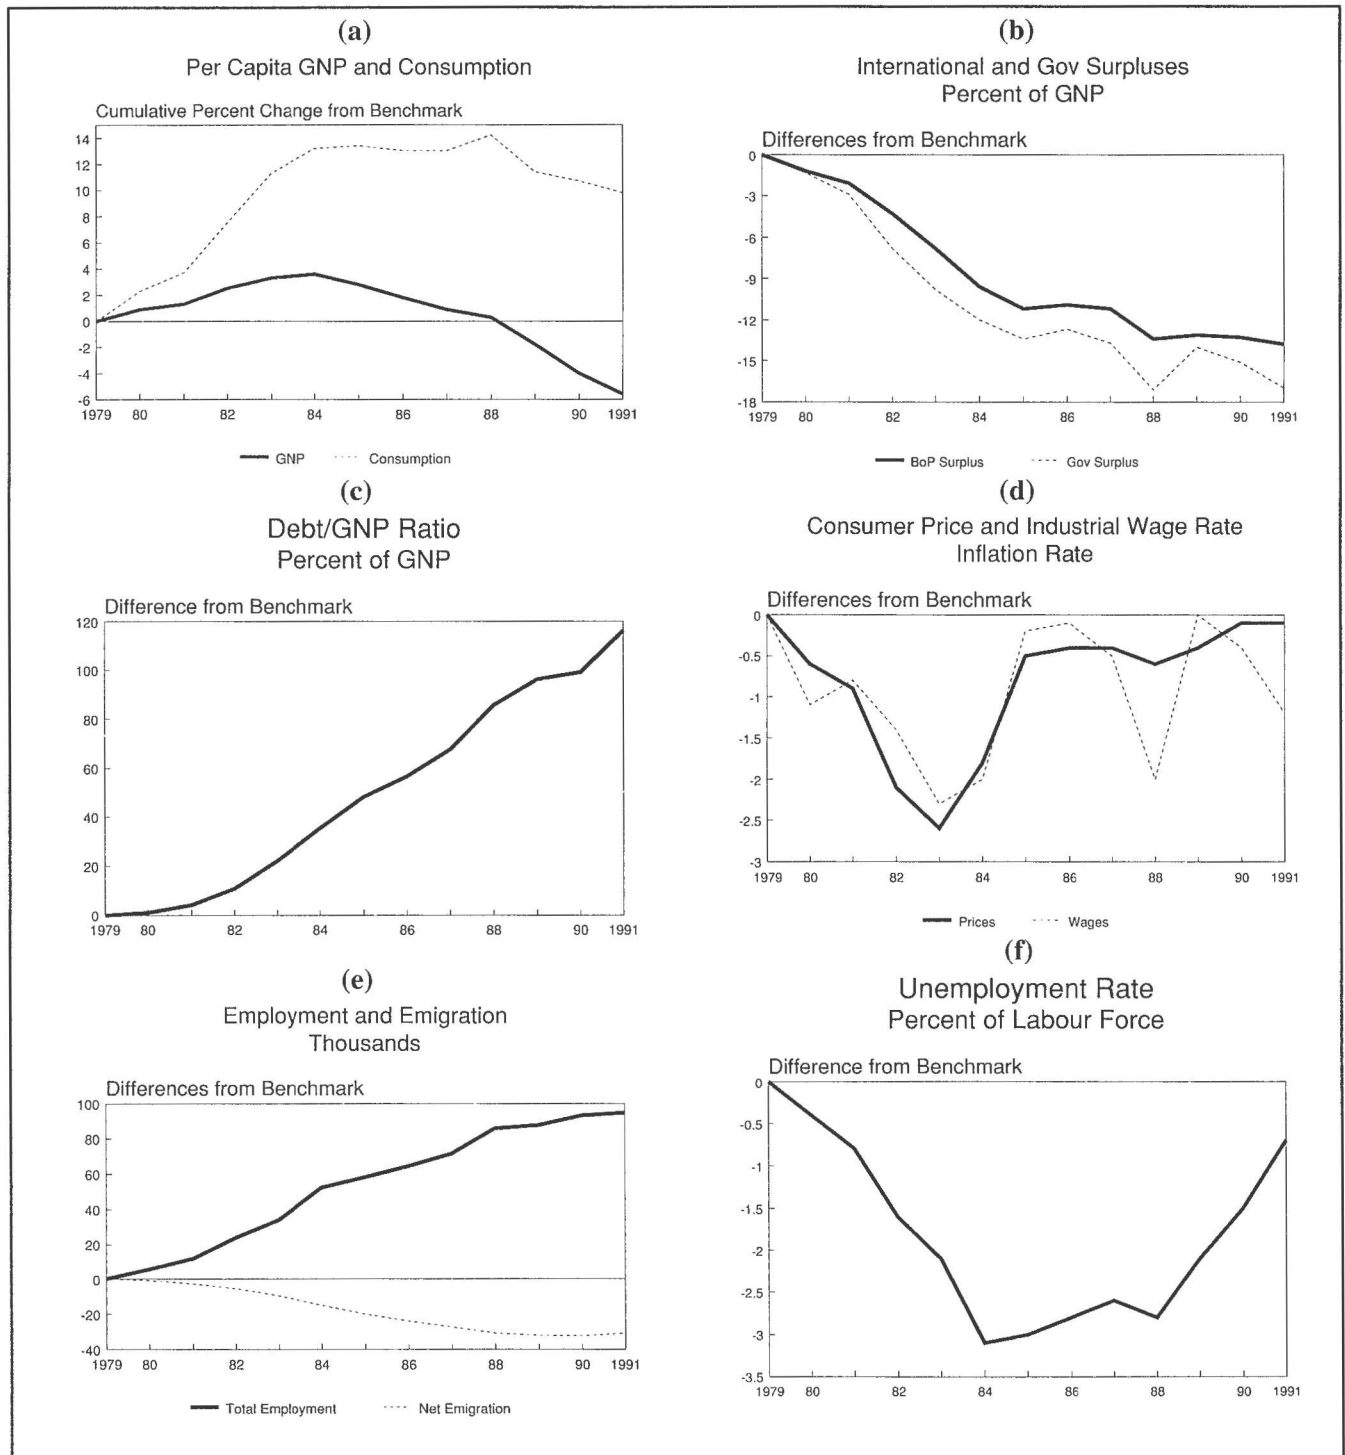 (a)
Per Capita GNP and Consumption
Cumulative Percent Change from Benchmark
14
12
10
8
6
4
2
0
-2
-4
-6
1979 80 82 84 86 88 90 1991
GNP Consumption
(b)
International and Gov Surpluses
Percent of GNP
Differences from Benchmark
0
-3
-6
-9
-12
-15
-18
1979 80 82 84 86 88 90 1991
BoP Surplus Gov Surplus
(c)
Debt/GNP Ratio
Percent of GNP
Difference from Benchmark
120
100
80
60
40
20
0
1979 80 82 84 86 88 90 1991
(d)
Consumer Price and Industrial Wage Rate
Inflation Rate
Differences from Benchmark
0
-0.5
-1
-1.5
-2
-2.5
-3
1979 80 82 84 86 88 90 1991
Prices Wages
(e)
Employment and Emigration
Thousands
Differences from Benchmark
100
80
60
40
20
0
-20
-40
1979 80 82 84 86 88 90 1991
Total Employment Net Emigration
(f)
Unemployment Rate
Percent of Labour Force
Difference from Benchmark
0
-0.5
-1
-1.5
-2
-2.5
-3
-3.5
1979 80 82 84 86 88 90 1991